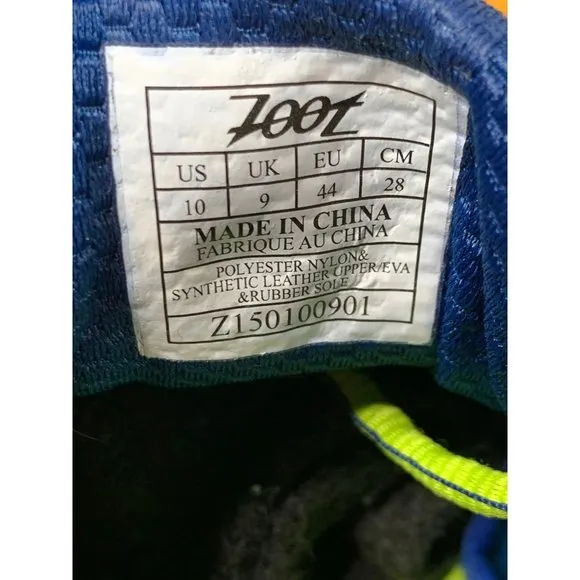 ZOOT
US UK EU CM
10 9 44 28
MADE IN CHINA
FABRIQUE AU CHINA
POLYESTER NYLON&
SYNTHETIC LEATHER UPPER/EVA
&RUBBER SOLE
Z150100901